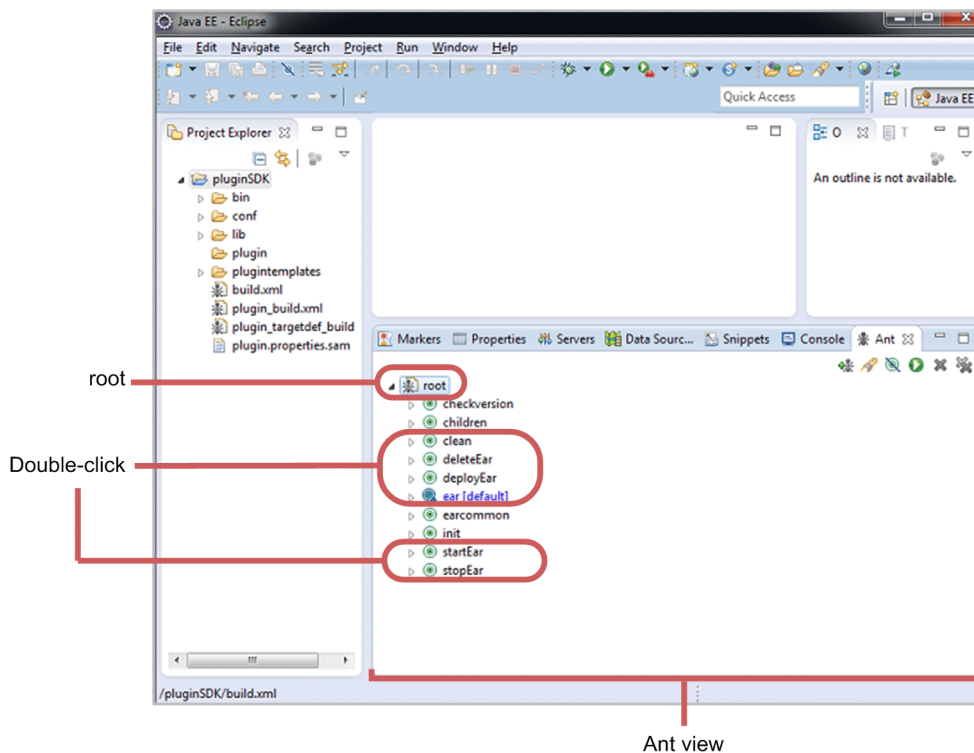 Java EE - Eclipse
File Edit Navigate Search Project Run Window Help
Quick Access
Java EE
Project Explorer
O
T
pluginSDK
An outline is not available.
bin
conf
lib
plugin
plugintemplates
build.xml
plugin_build.xml
plugin_targetdef_build
plugin.properties.sam
Markers Properties Servers Data Sourc... Snippets Console Ant
root
root
checkversion
children
clean
Double-click
deleteEar
deployEar
ear [default]
earcommon
init
startEar
stopEar
/pluginSDK/build.xml
Ant view